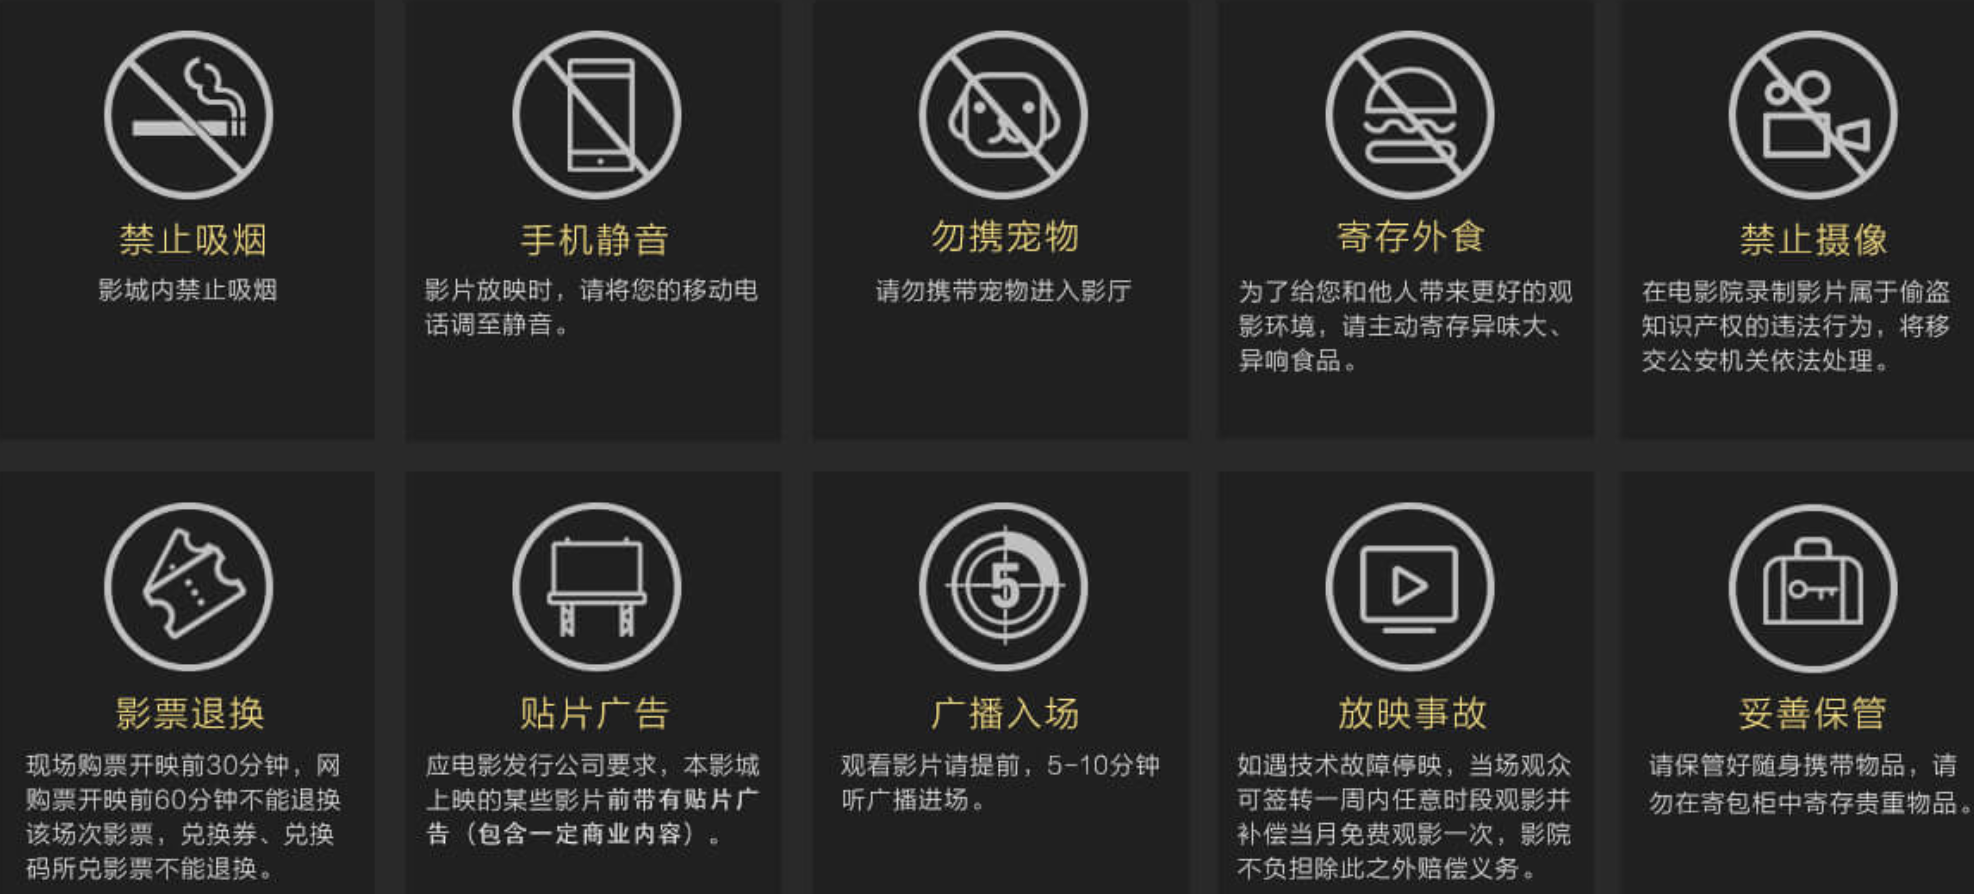 禁止吸烟
影城内禁止吸烟
手机静音
影片放映时，请将您的移动电
话调至静音。
勿携宠物
请勿携带宠物进入影厅
寄存外食
为了给您和他人带来更好的观
影环境，请主动寄存异味大、
异响食品。
禁止摄像
在电影院录制影片属于偷盗
知识产权的违法行为，将移
交公安机关依法处理。
影票退换
现场购票开映前30分钟，网
购票开映前60分钟不能退换
该场次影票，兑换券、兑换
码所兑影票不能退换。
贴片广告
应电影发行公司要求，本影城
上映的某些影片前带有贴片广
告（包含一定商业内容）。
5
广播入场
观看影片请提前，5-10分钟
听广播进场。
放映事故
如遇技术故障停映，当场观众
可签转一周内任意时段观影并
补偿当月免费观影一次，影院
不负担除此之外赔偿义务。
妥善保管
请保管好随身携带物品，请
勿在寄包柜中寄存贵重物品。